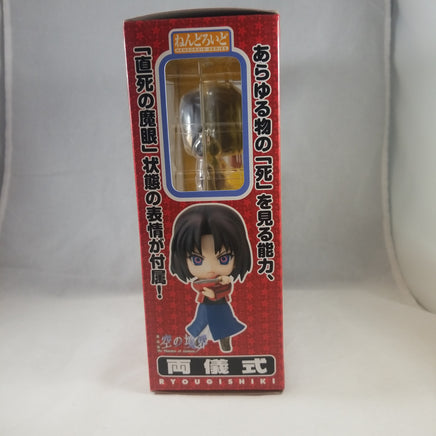 ねんどろいど
NENDOROID SERIES
あらゆる物の「死」を見る能力、
「直死の魔眼」状態の表情が付属!
空の境界
the Garden of sinners
両儀式
RYOUGI SHIKI